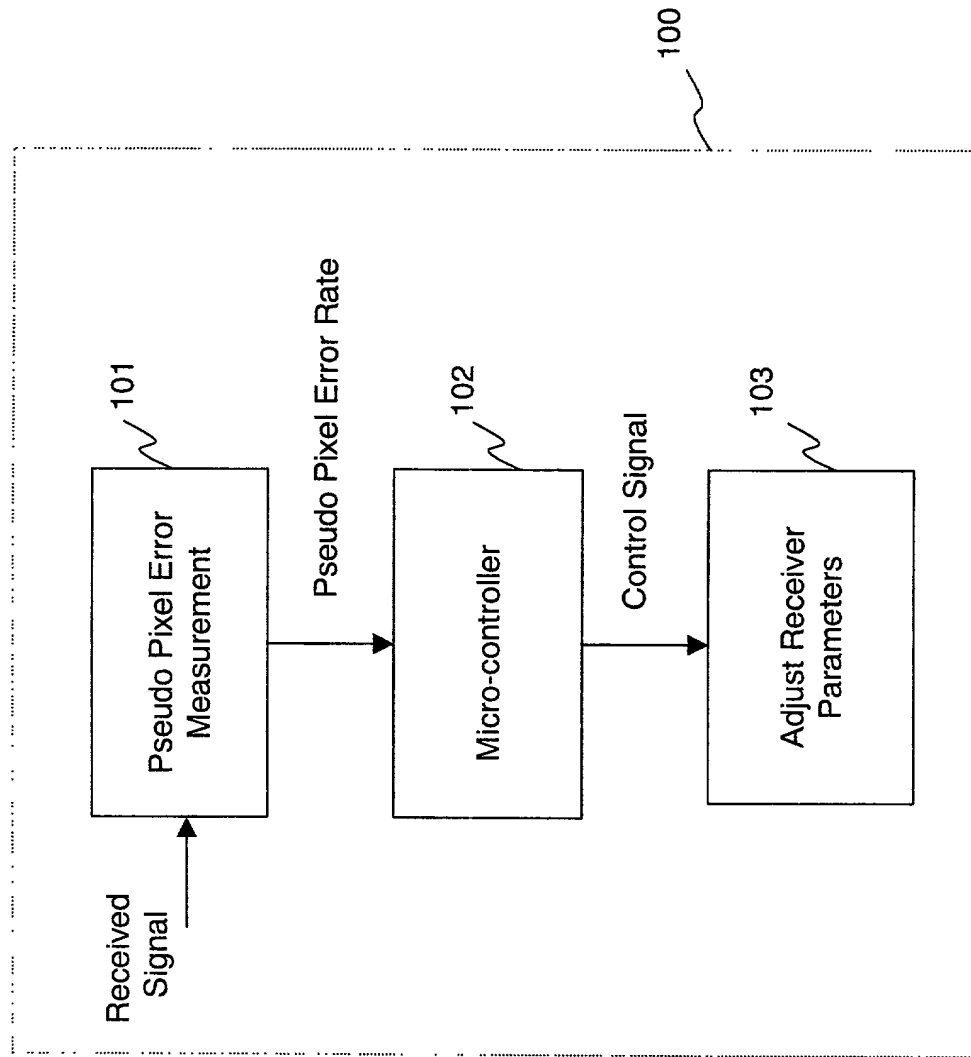 100
Received
Signal
Pseudo Pixel Error
Measurement
101
Pseudo Pixel Error Rate
Micro-controller
102
Control Signal
Adjust Receiver
Parameters
103